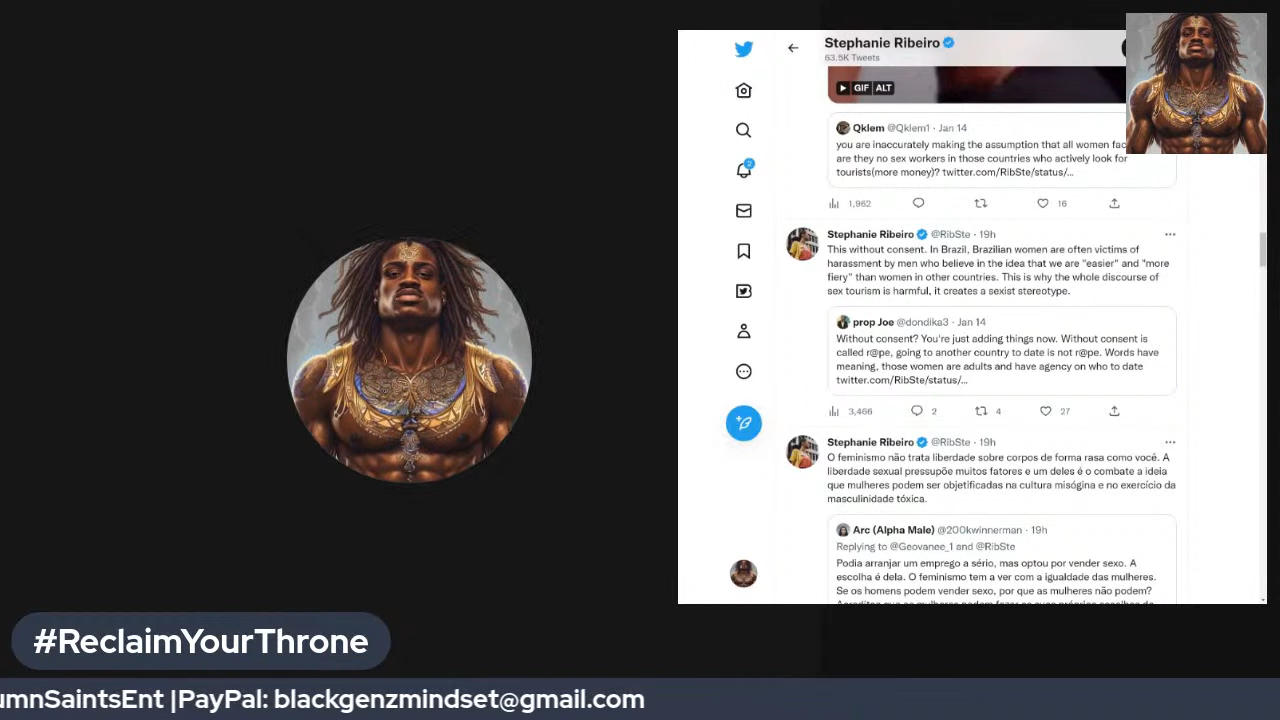 Stephanie Ribeiro
63.5K Tweets
GIF ALT
Qklem @Qklem1 · Jan 14
you are inaccurately making the assumption that all women
are they no sex workers in those countries who actively look for
tourists(more money)? twitter.com/RibSte/status/...
1,962
16
Stephanie Ribeiro @RibSte · 19h
This without consent. In Brazil, Brazilian women are often victims of
harassment by men who believe in the idea that we are "easier" and "more
fiery" than women in other countries. This is why the whole discourse of
sex tourism is harmful, it creates a sexist stereotype.
prop Joe @dondika3 · Jan 14
Without consent? You're just adding things now. Without consent is
called r@pe, going to another country to date is not r@pe. Words have
meaning, those women are adults and have agency on who to date
twitter.com/RibSte/status/...
3,466
2
4
27
Stephanie Ribeiro @RibSte · 19h
O feminismo não trata liberdade sobre corpos de forma rasa como você. A
liberdade sexual pressupõe muitos fatores e um deles é o combate a ideia
que mulheres podem ser objetificadas na cultura misógina e no exercício da
masculinidade tóxica.
Arc (Alpha Male) @200kwinnerman · 19h
Replying to @Geovanee_1 and @RibSte
Podia arranjar um emprego a sério, mas optou por vender sexo. A
escolha é dela. O feminismo tem a ver com a igualdade das mulheres.
Se os homens podem vender sexo, por que as mulheres não podem?
#ReclaimYourThrone
umnSaintsEnt |PayPal: blackgenzmindset@gmail.com